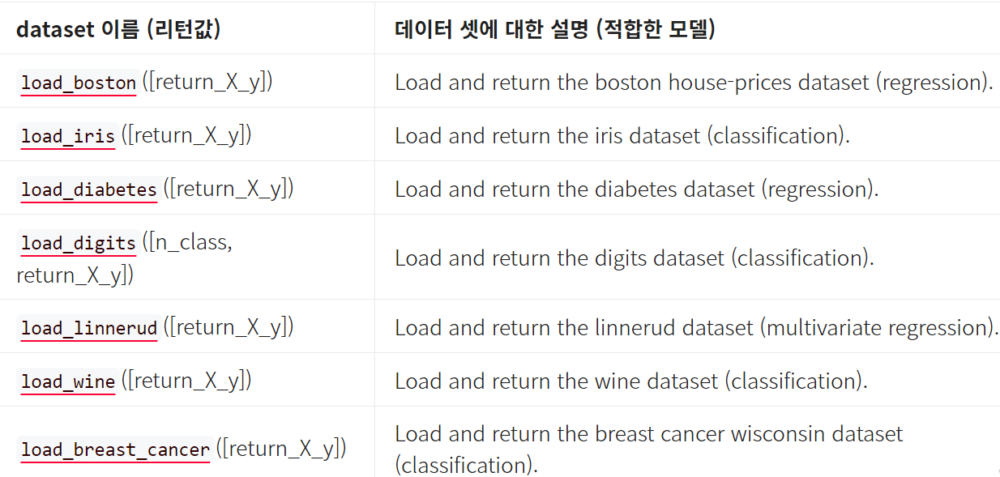 dataset 이름 (리턴값) 데이터 셋에 대한 설명 (적합한 모델)
load_boston ([return_X_y]) Load and return the boston house-prices dataset (regression).
load_iris ([return_X_y]) Load and return the iris dataset (classification).
load_diabetes ([return_X_y]) Load and return the diabetes dataset (regression).
load_digits ([n_class,
return_X_y])
Load and return the digits dataset (classification).
load_linnerud ([return_X_y]) Load and return the linnerud dataset (multivariate regression).
load_wine ([return_X_y]) Load and return the wine dataset (classification).
load_breast_cancer ([return_X_y])
Load and return the breast cancer wisconsin dataset
(classification).